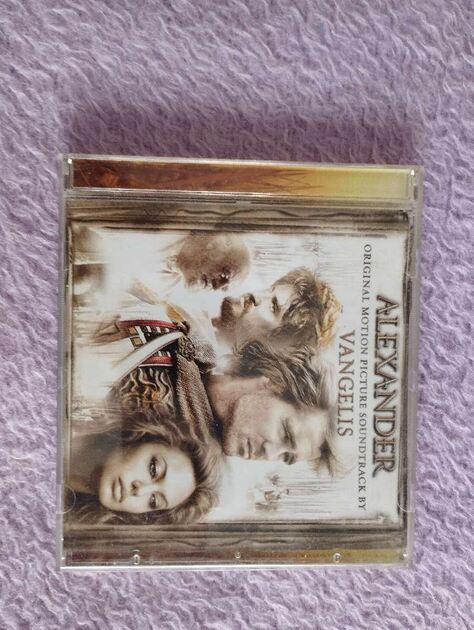 ALEXANDER
ORIGINAL MOTION PICTURE SOUNDTRACK BY
VANGELIS